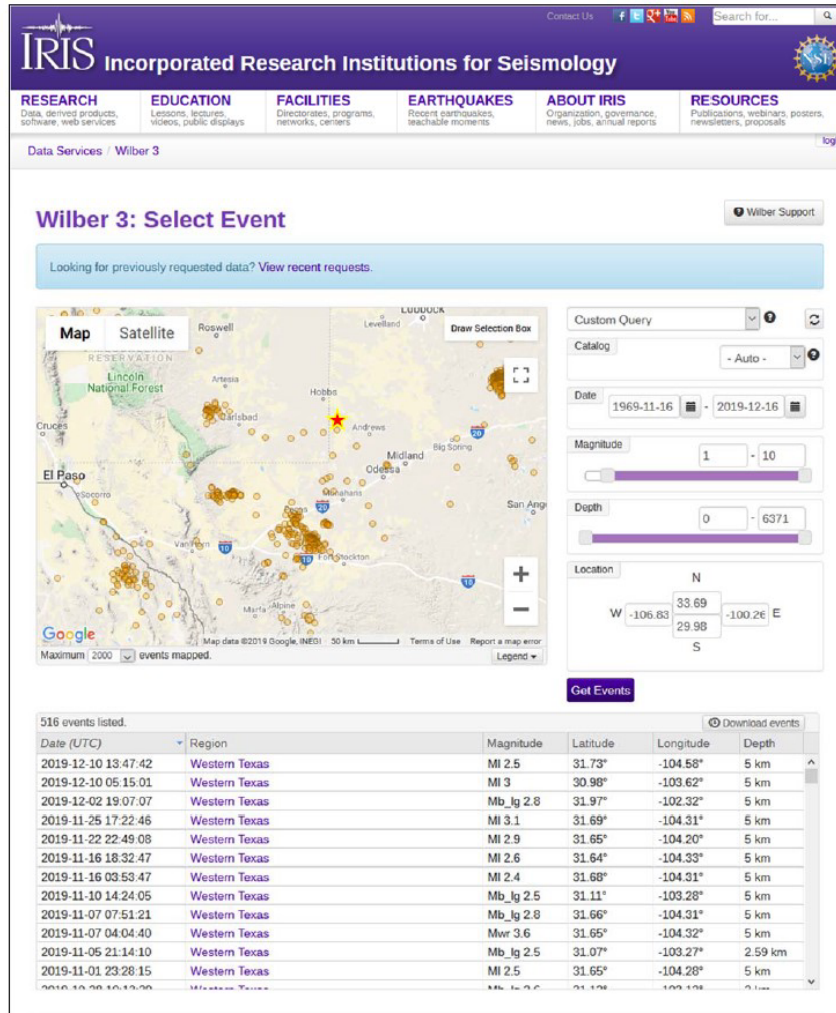 Contact Us
Search for...
IRIS Incorporated Research Institutions for Seismology
NSF
RESEARCH
Data, derived products,
software, web services
EDUCATION
Lessons, lectures,
videos, public displays
FACILITIES
Directorates, programs,
networks, centers
EARTHQUAKES
Recent earthquakes,
teachable moments
ABOUT IRIS
Organization, governance,
news, jobs, annual reports
RESOURCES
Publications, webinars, posters,
newsletters, proposals
Data Services / Wilber 3
Wilber 3: Select Event
Wilber Support
Looking for previously requested data? View recent requests.
Map Satellite
Draw Selection Box
Roswell
Levelland
RESERVATION
Lincoln
National Forest
Artesia
Hobbs
Carlsbad
Andrews
Cruces
Big Spring
20
Midland
Odessa
El Paso
Socorro
Monahans
20
San Ang
Pecos
Van Horn
10
10
Fort Stockton
10
Marfa
Alpine
Google
Map data ©2019 Google, INEGI 50 km Terms of Use Report a map error
Maximum 2000 events mapped.
Legend
Custom Query
Catalog
- Auto -
Date
1969-11-16 - 2019-12-16
Magnitude
1 - 10
Depth
0 - 6371
Location
N
33.69
W -106.83 -100.26 E
29.98
S
Get Events
516 events listed.
Download events
Date (UTC) Region Magnitude Latitude Longitude Depth
2019-12-10 13:47:42 Western Texas Ml 2.5 31.73° -104.58° 5 km
2019-12-10 05:15:01 Western Texas Ml 3 30.98° -103.62° 5 km
2019-12-02 19:07:07 Western Texas Mb_lg 2.8 31.97° -102.32° 5 km
2019-11-25 17:22:46 Western Texas Ml 3.1 31.69° -104.31° 5 km
2019-11-22 22:49:08 Western Texas Ml 2.9 31.65° -104.20° 5 km
2019-11-16 18:32:47 Western Texas Ml 2.6 31.64° -104.33° 5 km
2019-11-16 03:53:47 Western Texas Ml 2.4 31.68° -104.31° 5 km
2019-11-10 14:24:05 Western Texas Mb_lg 2.5 31.11° -103.28° 5 km
2019-11-07 07:51:21 Western Texas Mb_lg 2.8 31.66° -104.31° 5 km
2019-11-07 04:04:40 Western Texas Mwr 3.6 31.65° -104.32° 5 km
2019-11-05 21:14:10 Western Texas Mb_lg 2.5 31.07° -103.27° 2.59 km
2019-11-01 23:28:15 Western Texas Ml 2.5 31.65° -104.28° 5 km